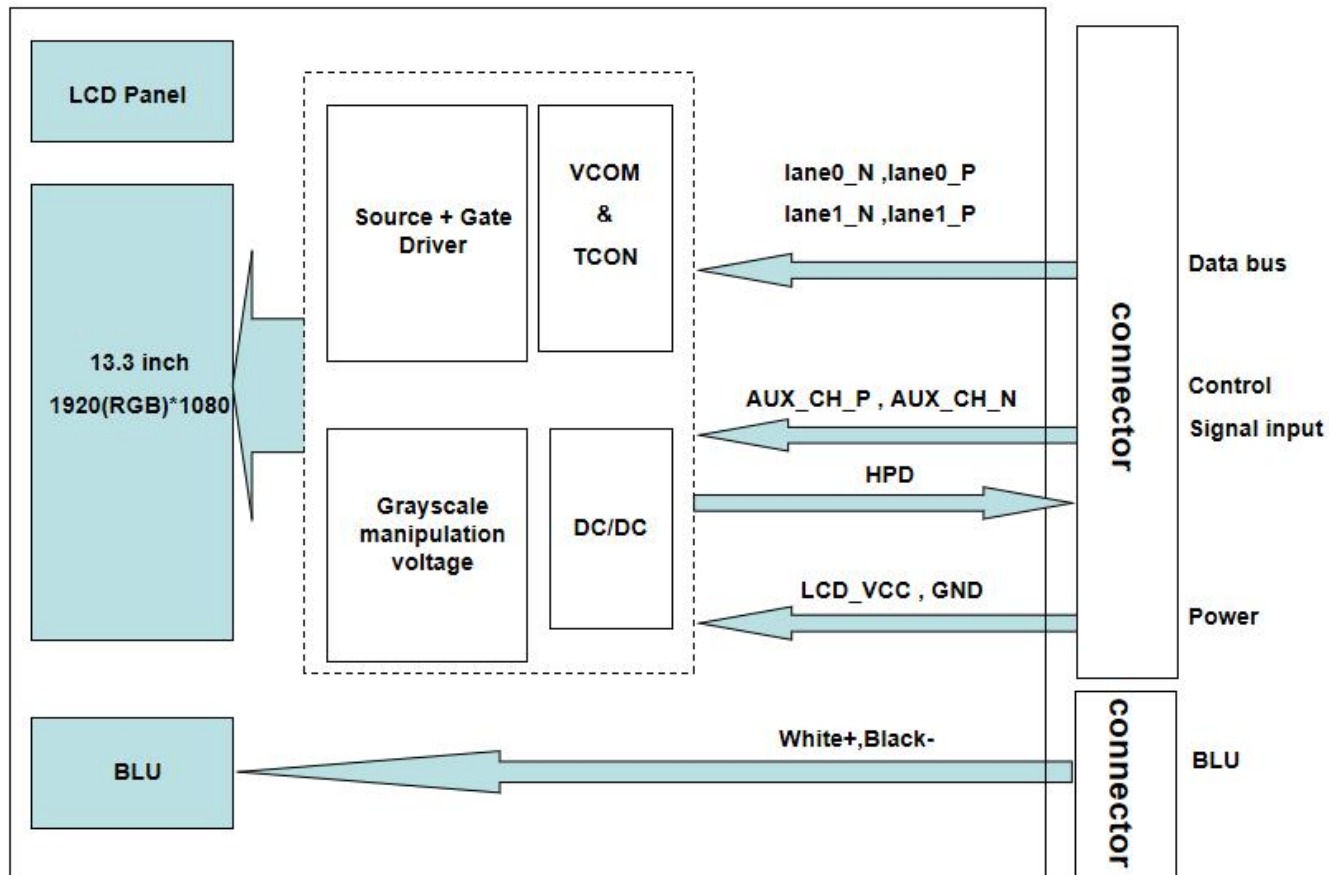 LCD Panel
13.3 inch
1920(RGB)*1080
BLU
Source + Gate
Driver
VCOM
&
TCON
Grayscale
manipulation
voltage
DC/DC
lane0_N ,lane0_P
lane1_N ,lane1_P
AUX_CH_P , AUX_CH_N
HPD
LCD_VCC , GND
White+,Black-
connector
connector
Data bus
Control
Signal input
Power
BLU